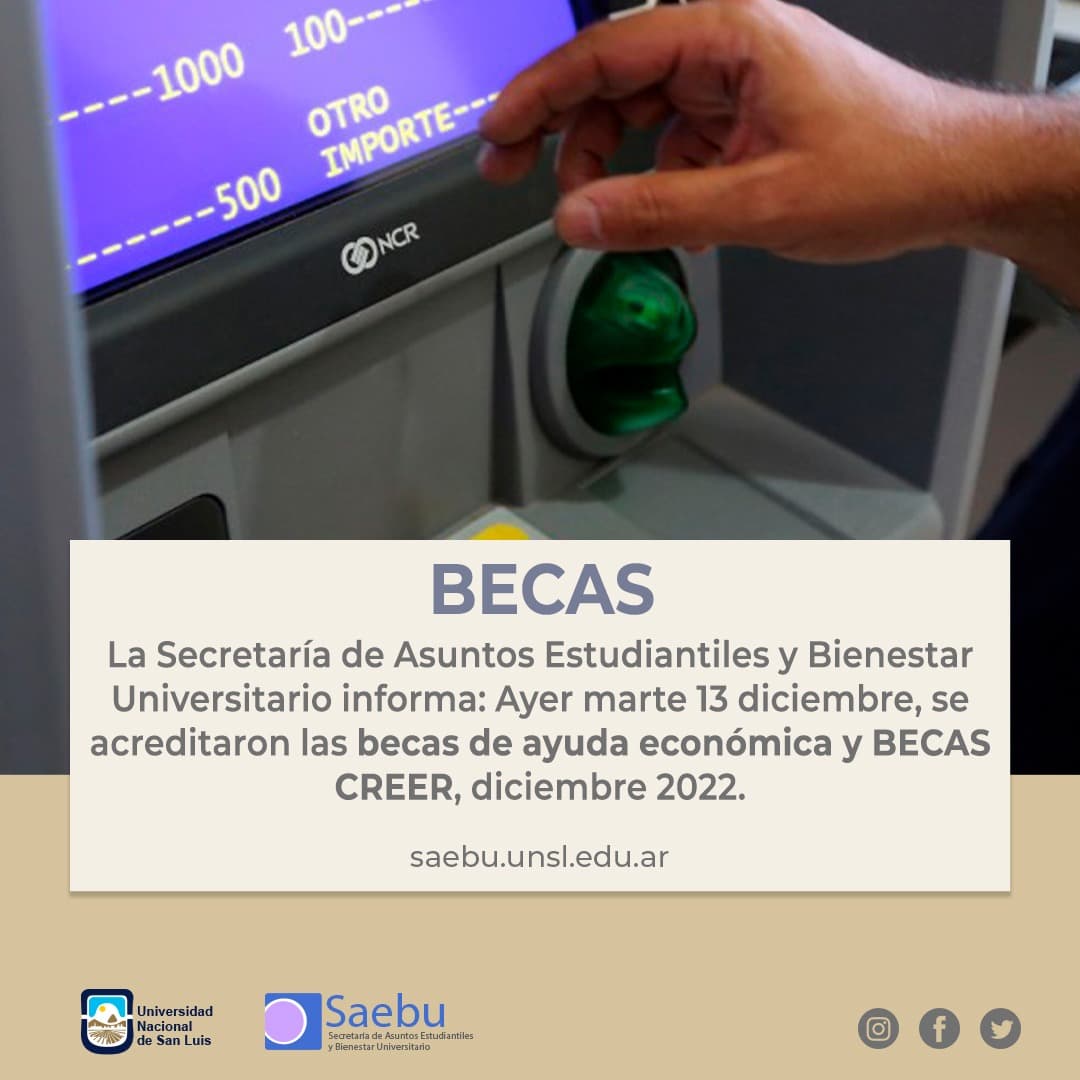 ----1000 100----
OTRO
IMPORTE---
------500
NCR
BECAS
La Secretaría de Asuntos Estudiantiles y Bienestar
Universitario informa: Ayer marte 13 diciembre, se
acreditaron las becas de ayuda económica y BECAS
CREER, diciembre 2022.
saebu.unsl.edu.ar
Universidad
Nacional
de San Luis
Saebu
Secretaría de Asuntos Estudiantiles
y Bienestar Universitario